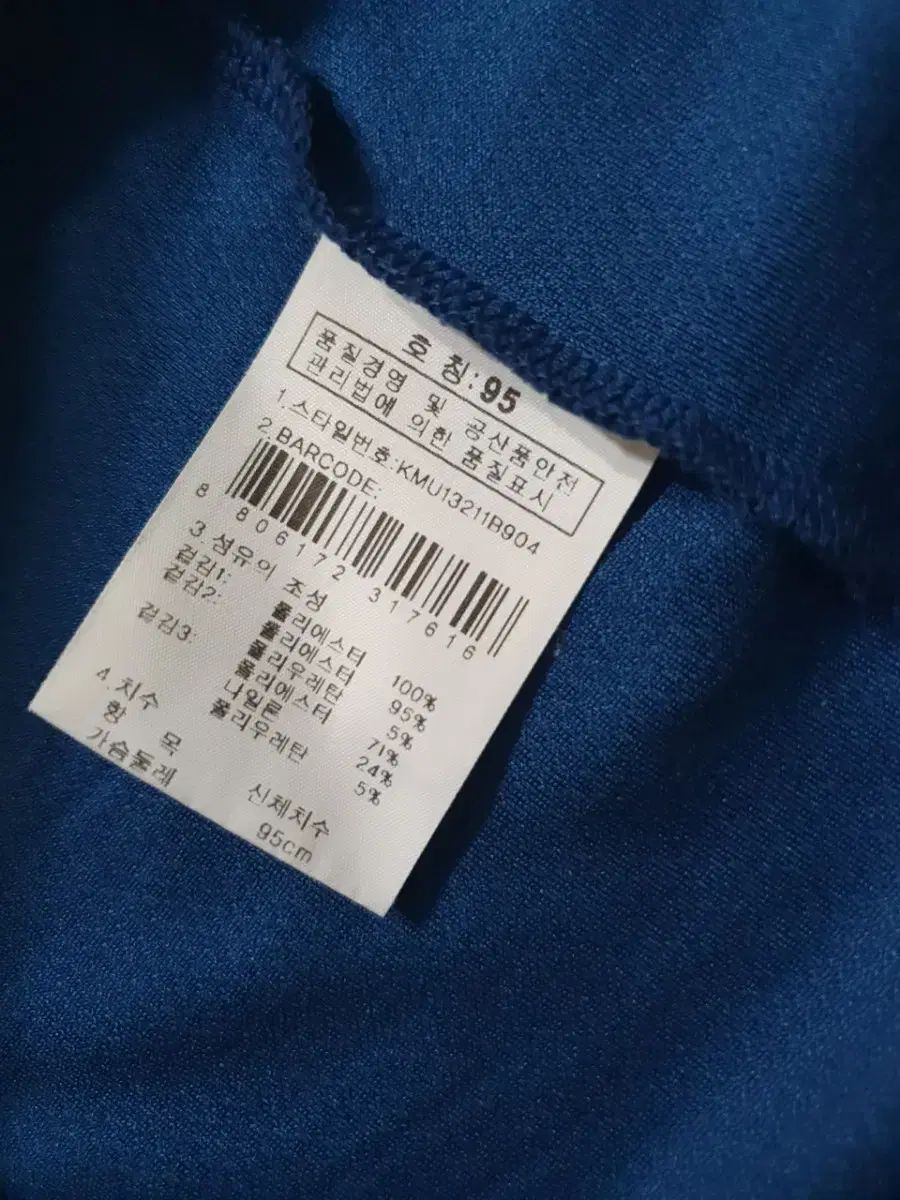 호 칭:95
품질경영 및 공산품안전
관리법에 의한 품질표시
1.스타일번호:KMU13211B904
2.BARCODE:
8 806172 317616
3.섬유의 조성
겉감1: 폴리에스터 100%
겉감2: 폴리에스터 95%
폴리우레탄 5%
겉감3: 폴리에스터 71%
나일론 24%
폴리우레탄 5%
4.치수
항 목 신체치수
가슴둘레 95cm